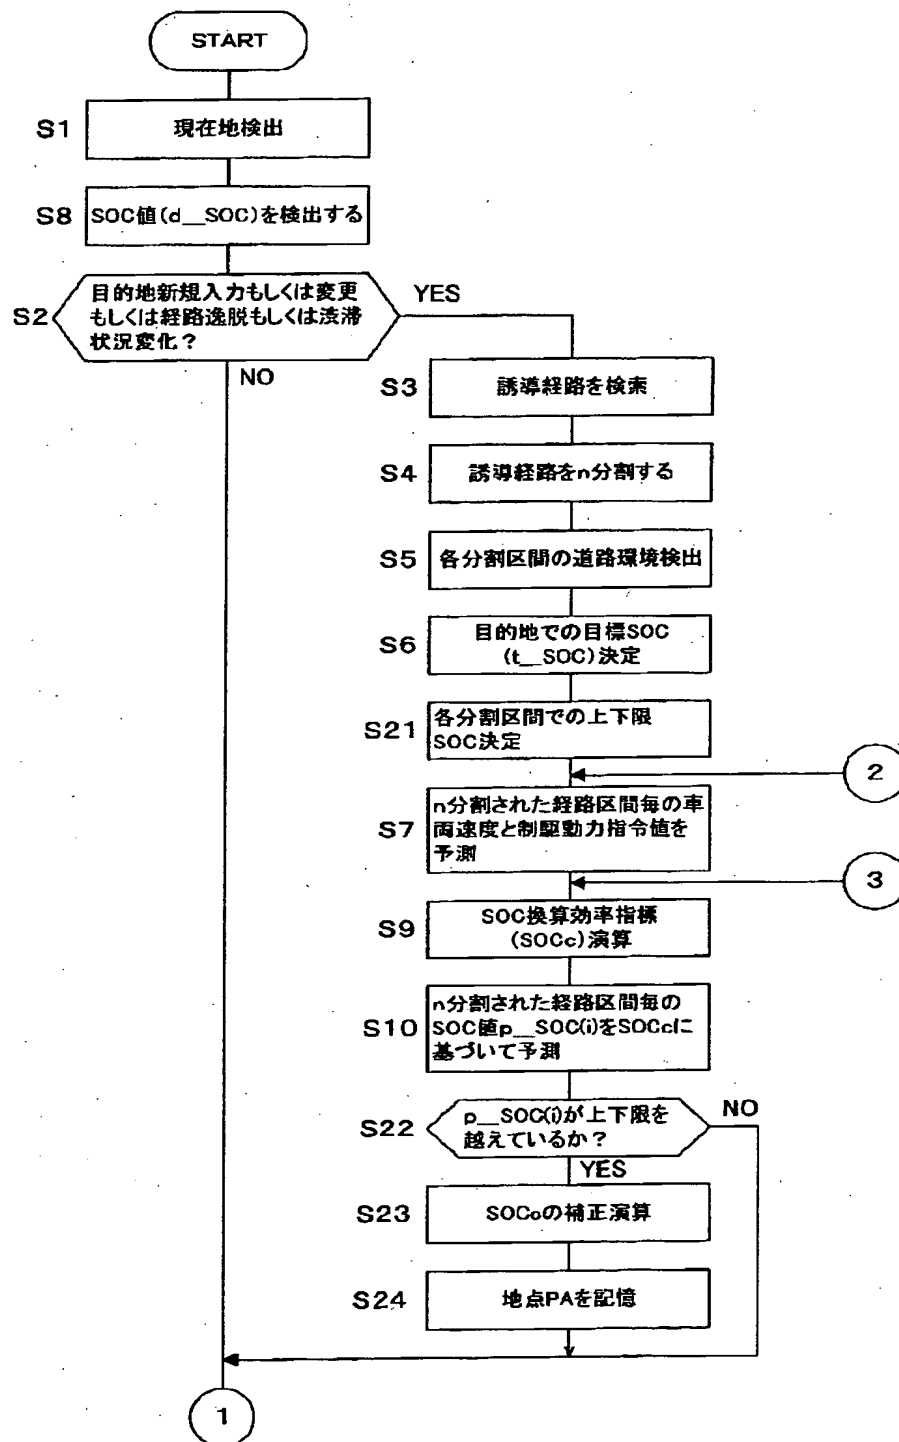 START
S1
現在地検出
S8
SOC値(d__SOC)を検出する
S2
目的地新規入力もしくは変更
もしくは経路逸脱もしくは渋滞
状況変化？
YES
NO
S3
誘導経路を検索
S4
誘導経路をn分割する
S5
各分割区間の道路環境検出
S6
目的地での目標SOC
(t__SOC)決定
S21
各分割区間での上下限
SOC決定
2
S7
n分割された経路区間毎の車
両速度と制駆動力指令値を
予測
3
S9
SOC換算効率指標
(SOCc)演算
S10
n分割された経路区間毎の
SOC値p__SOC(i)をSOCcに
基づいて予測
S22
p__SOC(i)が上下限を
越えているか？
NO
YES
S23
SOCoの補正演算
S24
地点PAを記憶
1